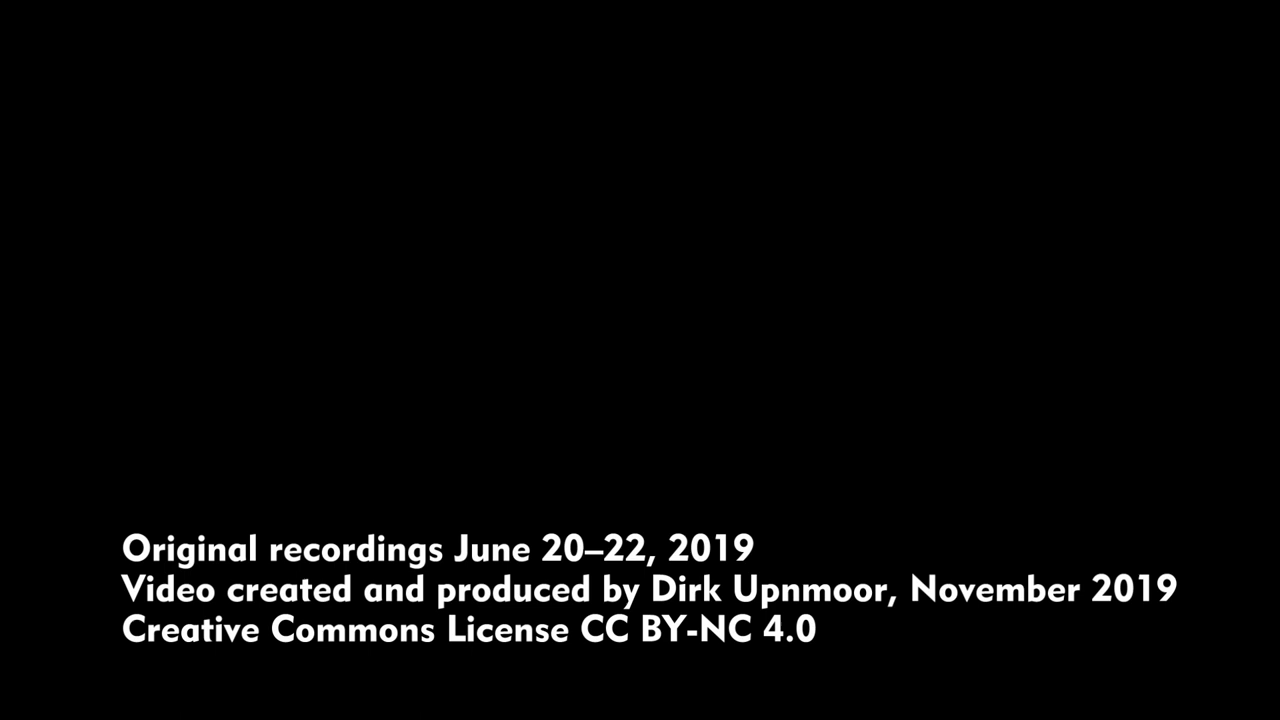 Original recordings June 20–22, 2019
Video created and produced by Dirk Upnmoor, November 2019
Creative Commons License CC BY-NC 4.0